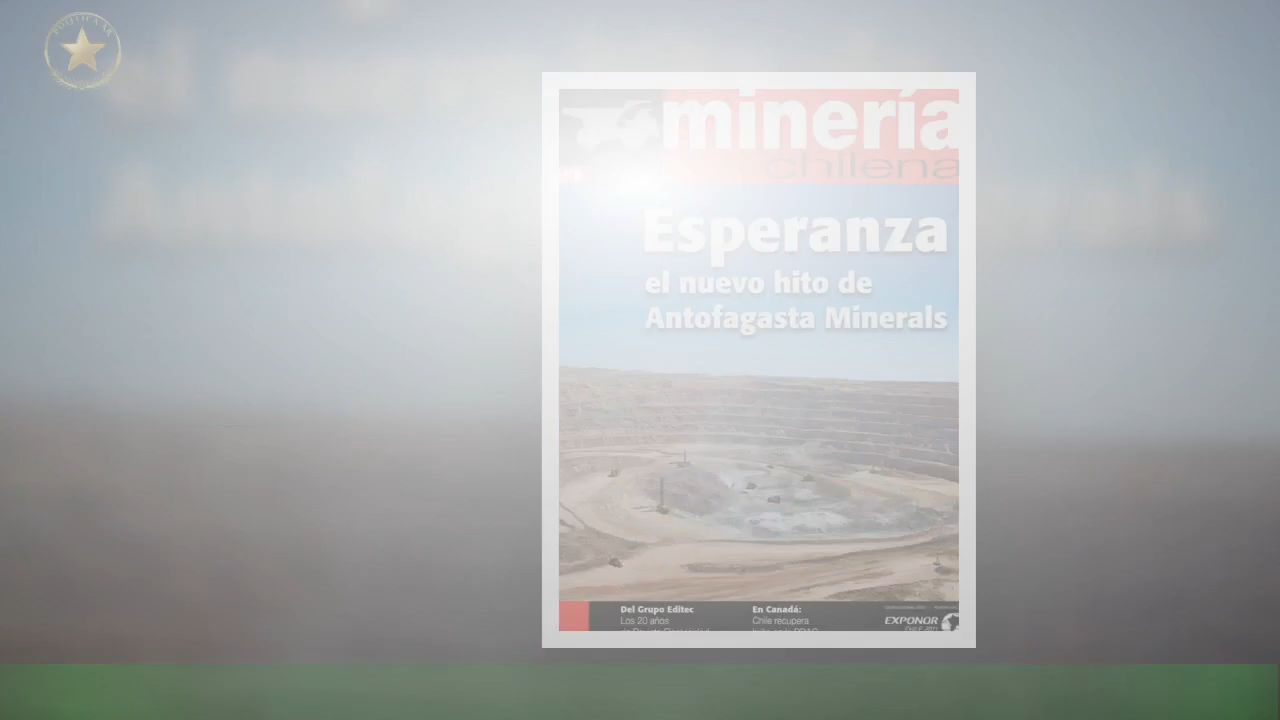 minería
chilena
Esperanza
el nuevo hito de
Antofagasta Minerals
Del Grupo Editec
Los 20 años
En Canadá:
Chile recupera
EXPONOR